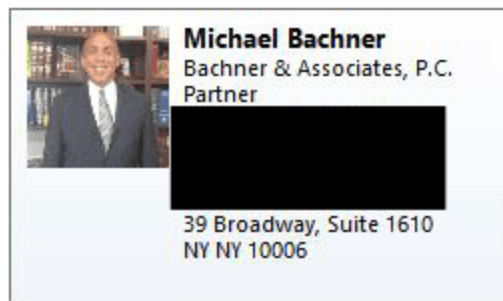 Michael Bachner
Bachner & Associates, P.C.
Partner
39 Broadway, Suite 1610
NY NY 10006